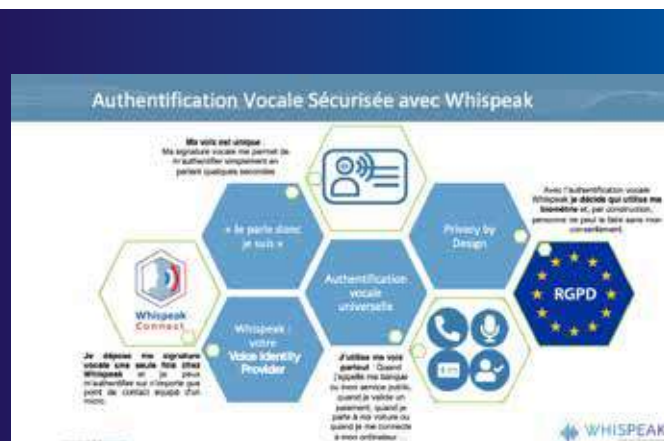 Authentification Vocale Sécurisée avec Whispeak
Ma voix est unique
Ma signature vocale me permet de
m'authentifier simplement en
parlant quelques secondes
« Je parle donc
je suis »
Privacy by
Design
Avec l'authentification vocale
Whispeak je décide qui utilise ma
biométrie et, par construction,
personne ne peut le faire sans mon
consentement.
Whispeak
Connect
Authentification
vocale
universelle
RGPD
Whispeak :
votre
Voice Identity
Provider
Je dépose ma signature
vocale une seule fois chez
Whispeak et je peux
m'authentifier sur n'importe que
point de contact équipé d'un
micro.
J'utilise ma voix
partout : Quand
j'appelle ma banque
ou mon service public,
quand je valide un
paiement, quand je
parle à ma voiture ou
quand je me connecte
à mon ordinateur ...
WHISPEAK